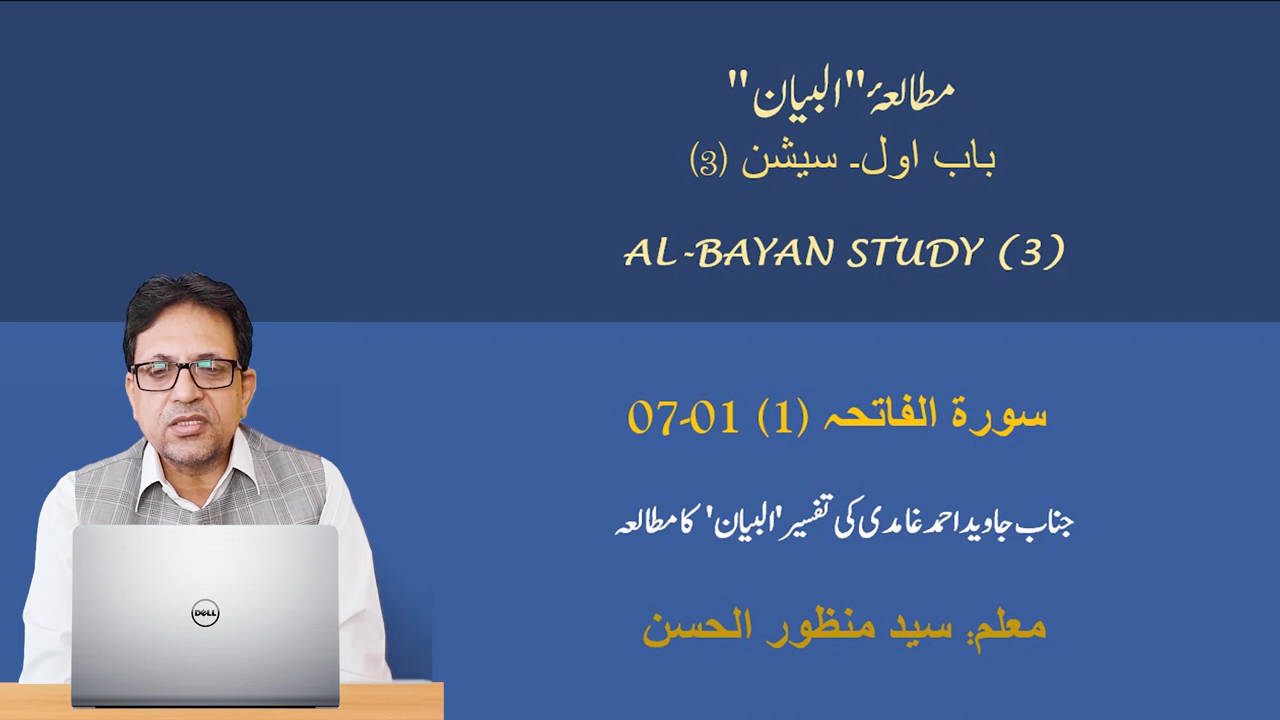 مطالعۂ "البیان"
باب اول۔ سیشن (3)
AL-BAYAN STUDY (3)
سورۃ الفاتحہ (1) 01-07
جناب جاوید احمد غامدی کی تفسیر 'البیان' کا مطالعہ
معلم: سید منظور الحسن
DELL